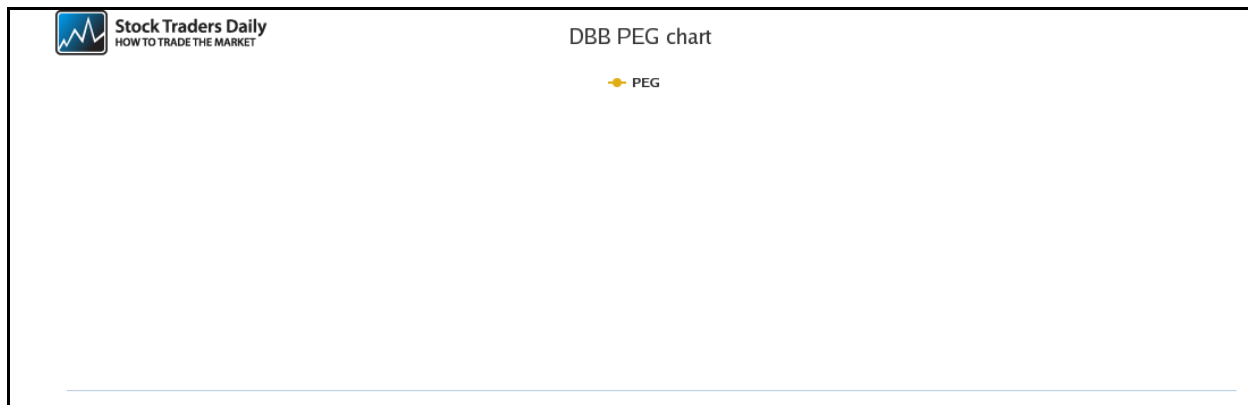 Stock Traders Daily
HOW TO TRADE THE MARKET
DBB PEG chart
PEG